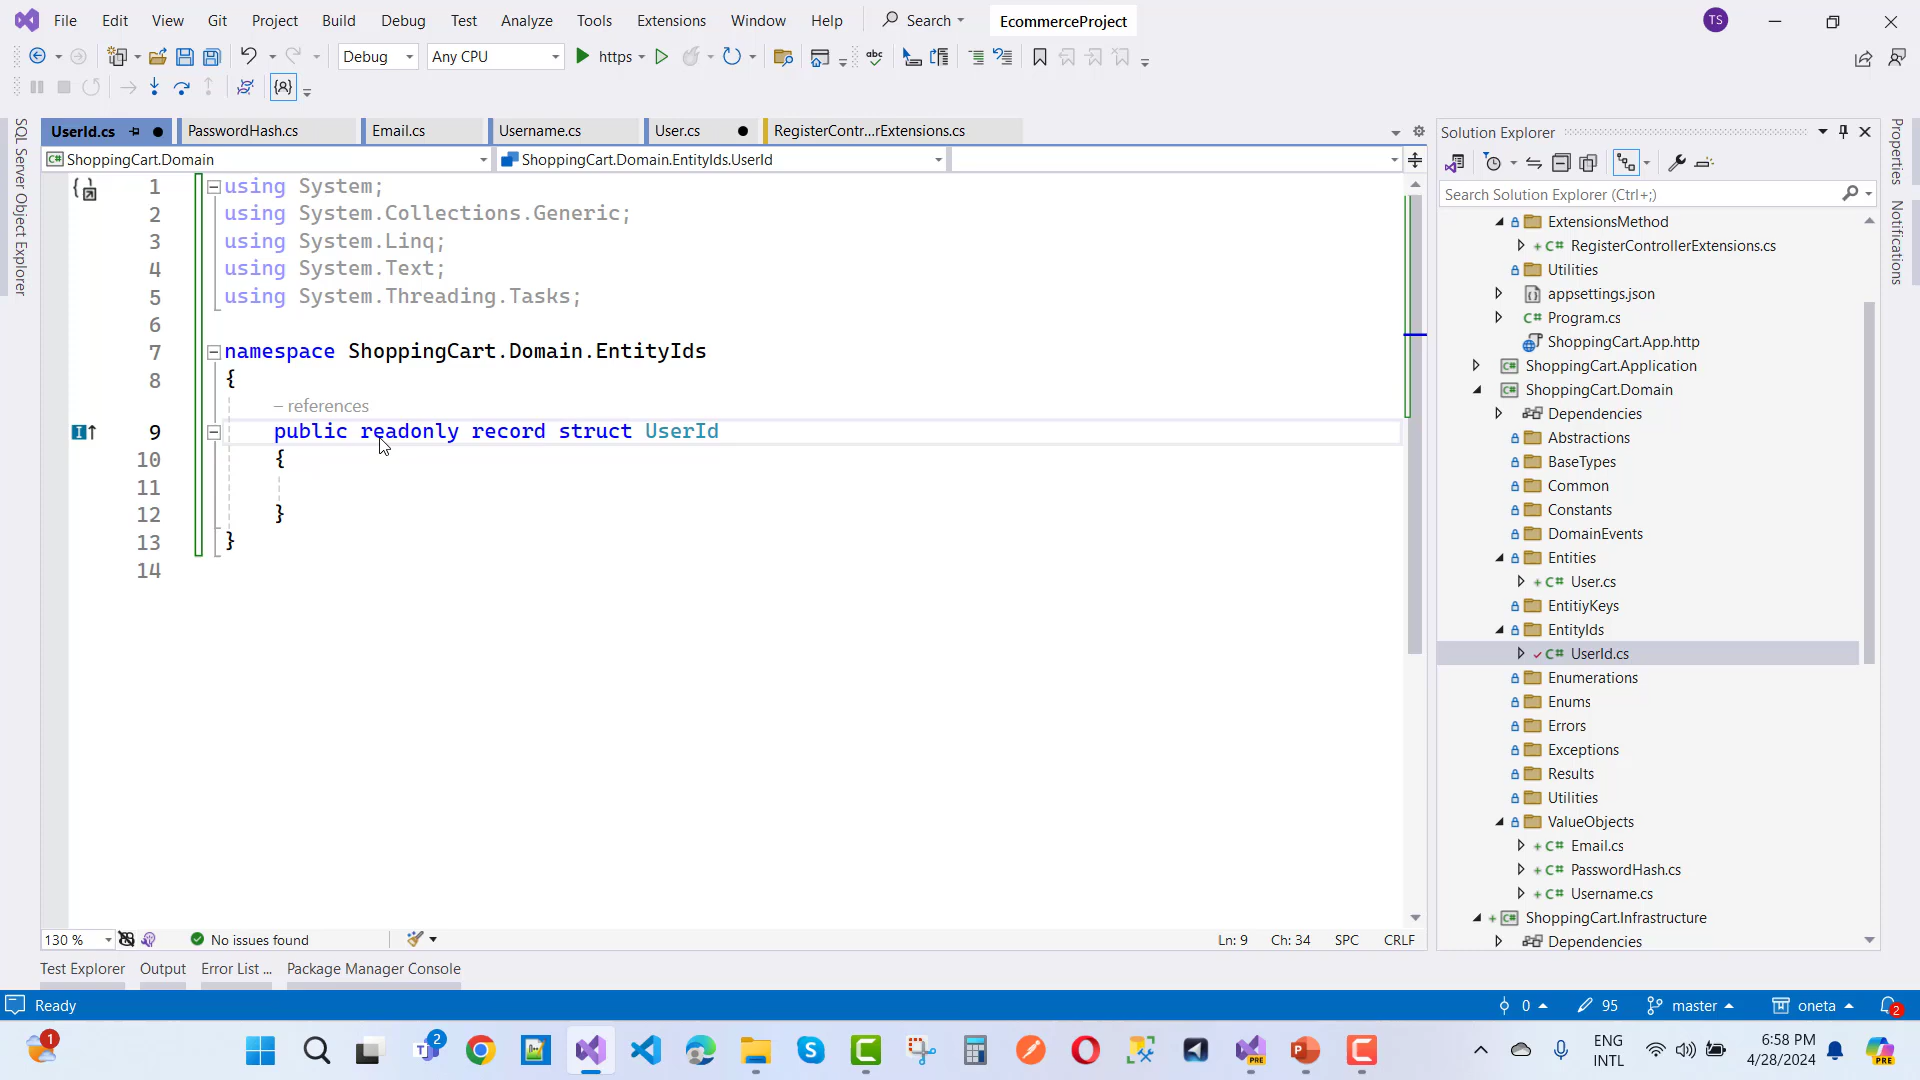 File Edit View Git Project Build Debug Test Analyze Tools Extensions Window Help Search EcommerceProject TS
Debug Any CPU https
UserId.cs PasswordHash.cs Email.cs Username.cs User.cs RegisterContr...rExtensions.cs
ShoppingCart.Domain ShoppingCart.Domain.EntityIds.UserId
1 using System;
2 using System.Collections.Generic;
3 using System.Linq;
4 using System.Text;
5 using System.Threading.Tasks;
6
7 namespace ShoppingCart.Domain.EntityIds
8 {
– references
9 public readonly record struct UserId
10 {
11
12 }
13 }
14
130 % No issues found Ln: 9 Ch: 34 SPC CRLF
Test Explorer Output Error List ... Package Manager Console
SQL Server Object Explorer
Solution Explorer
Search Solution Explorer (Ctrl+;)
ExtensionsMethod
RegisterControllerExtensions.cs
Utilities
appsettings.json
Program.cs
ShoppingCart.App.http
ShoppingCart.Application
ShoppingCart.Domain
Dependencies
Abstractions
BaseTypes
Common
Constants
DomainEvents
Entities
User.cs
EntitiyKeys
EntityIds
UserId.cs
Enumerations
Enums
Errors
Exceptions
Results
Utilities
ValueObjects
Email.cs
PasswordHash.cs
Username.cs
ShoppingCart.Infrastructure
Dependencies
Properties
Notifications
Ready 0 95 master oneta 2
1 2 PRE ENG 6:58 PM PRE
INTL 4/28/2024